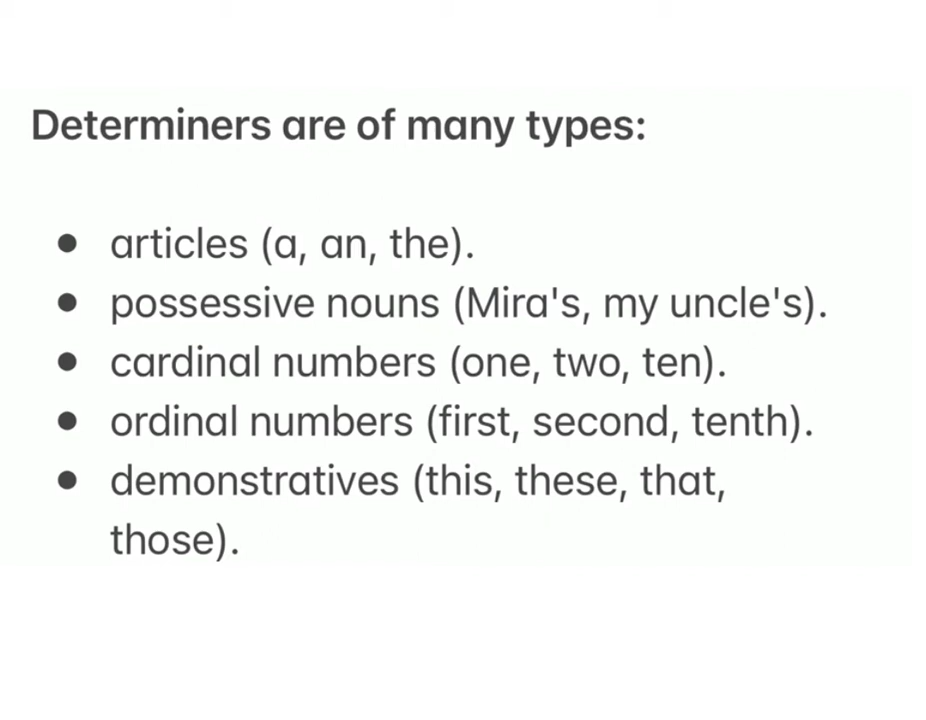 Determiners are of many types:
● articles (a, an, the).
● possessive nouns (Mira's, my uncle's).
● cardinal numbers (one, two, ten).
● ordinal numbers (first, second, tenth).
● demonstratives (this, these, that,
those).